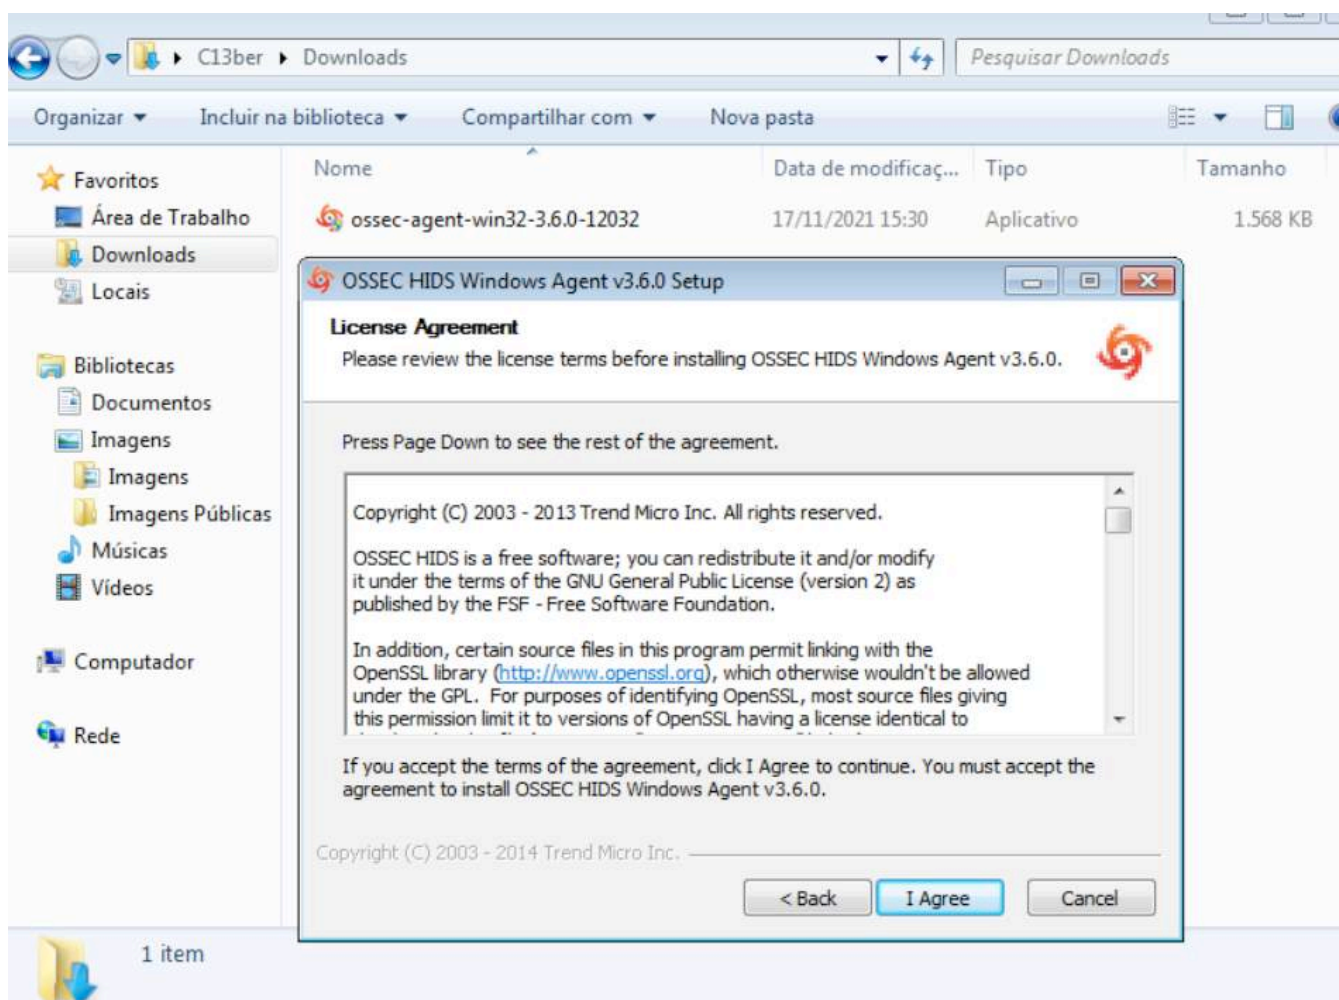 C13ber
Downloads
Pesquisar Downloads
Organizar
Incluir na biblioteca
Compartilhar com
Nova pasta
Nome
Data de modificaç...
Tipo
Tamanho
ossec-agent-win32-3.6.0-12032
17/11/2021 15:30
Aplicativo
1.568 KB
Favoritos
Área de Trabalho
Downloads
Locais
Bibliotecas
Documentos
Imagens
Imagens
Imagens Públicas
Músicas
Vídeos
Computador
Rede
OSSEC HIDS Windows Agent v3.6.0 Setup
License Agreement
Please review the license terms before installing OSSEC HIDS Windows Agent v3.6.0.
Press Page Down to see the rest of the agreement.
Copyright (C) 2003 - 2013 Trend Micro Inc. All rights reserved.
OSSEC HIDS is a free software; you can redistribute it and/or modify
it under the terms of the GNU General Public License (version 2) as
published by the FSF - Free Software Foundation.
In addition, certain source files in this program permit linking with the
OpenSSL library (http://www.openssl.org), which otherwise wouldn't be allowed
under the GPL. For purposes of identifying OpenSSL, most source files giving
this permission limit it to versions of OpenSSL having a license identical to
If you accept the terms of the agreement, click I Agree to continue. You must accept the
agreement to install OSSEC HIDS Windows Agent v3.6.0.
Copyright (C) 2003 - 2014 Trend Micro Inc.
< Back
I Agree
Cancel
1 item